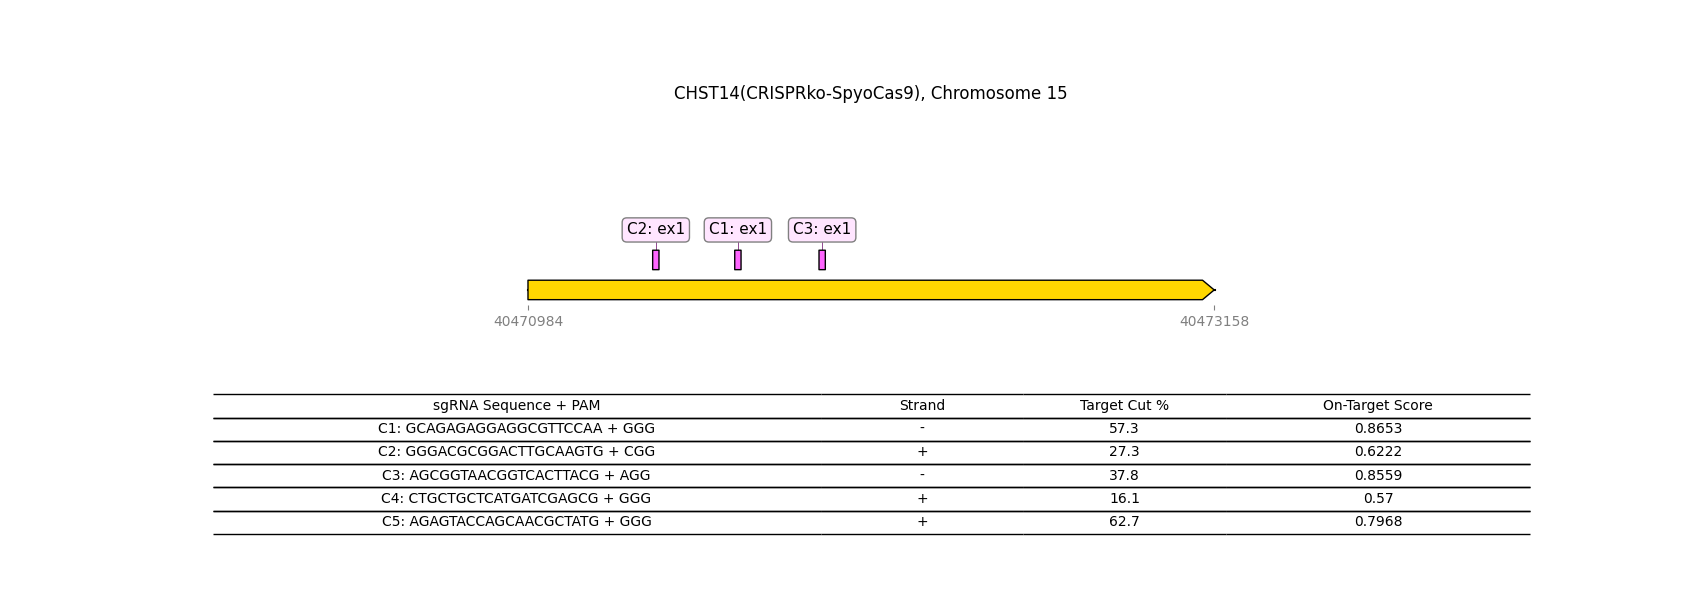 CHST14(CRISPRko-SpyoCas9), Chromosome 15
C2: ex1 C1: ex1 C3: ex1
40470984 40473158
sgRNA Sequence + PAM Strand Target Cut % On-Target Score
C1: GCAGAGAGGAGGCGTTCCAA + GGG - 57.3 0.8653
C2: GGGACGCGGACTTGCAAGTG + CGG + 27.3 0.6222
C3: AGCGGTAACGGTCACTTACG + AGG - 37.8 0.8559
C4: CTGCTGCTCATGATCGAGCG + GGG + 16.1 0.57
C5: AGAGTACCAGCAACGCTATG + GGG + 62.7 0.7968